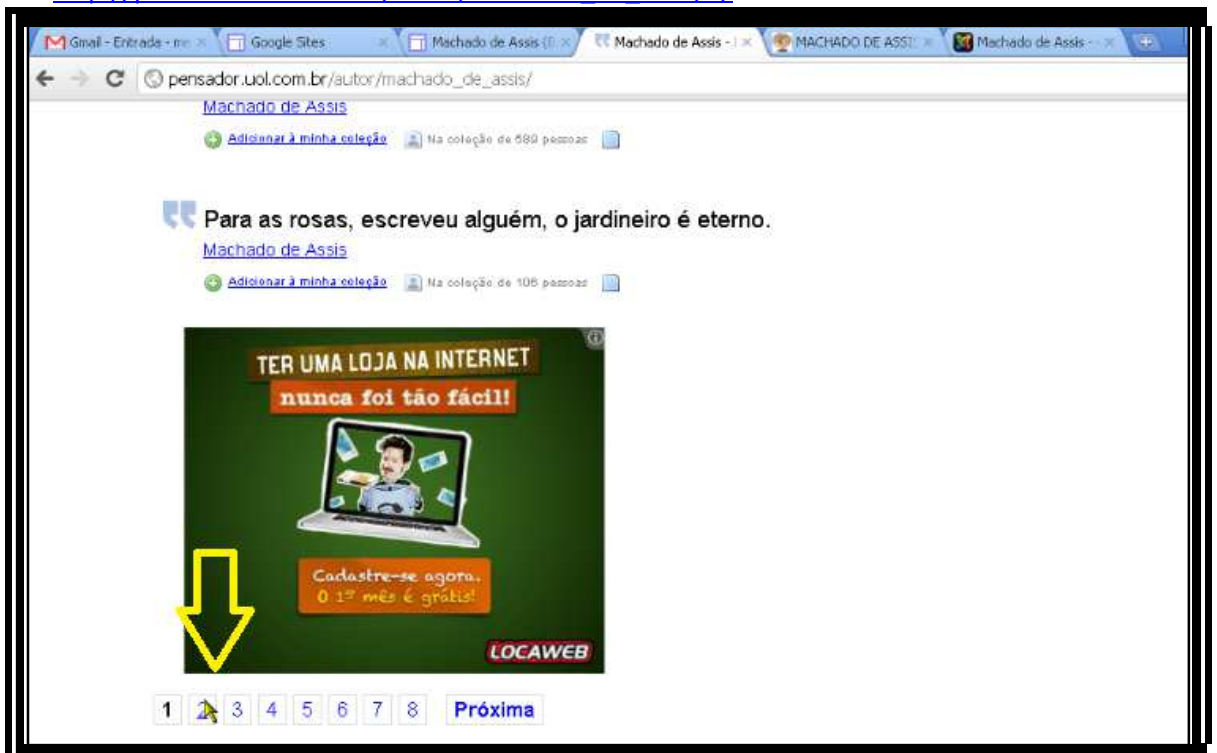 Gmail - Entrada - me
Google Sites
Machado de Assis (
Machado de Assis -
MACHADO DE ASSI
Machado de Assis -
pensador.uol.com.br/autor/machado_de_assis/
Machado de Assis
Adicionar à minha coleção Na coleção de pessoas
Para as rosas, escreveu alguém, o jardineiro é eterno.
Machado de Assis
Adicionar à minha coleção Na coleção de pessoas
TER UMA LOJA NA INTERNET
nunca foi tão fácil!
Cadastre-se agora.
O 1º mês é grátis!
LOCAWEB
1 2 3 4 5 6 7 8 Próxima